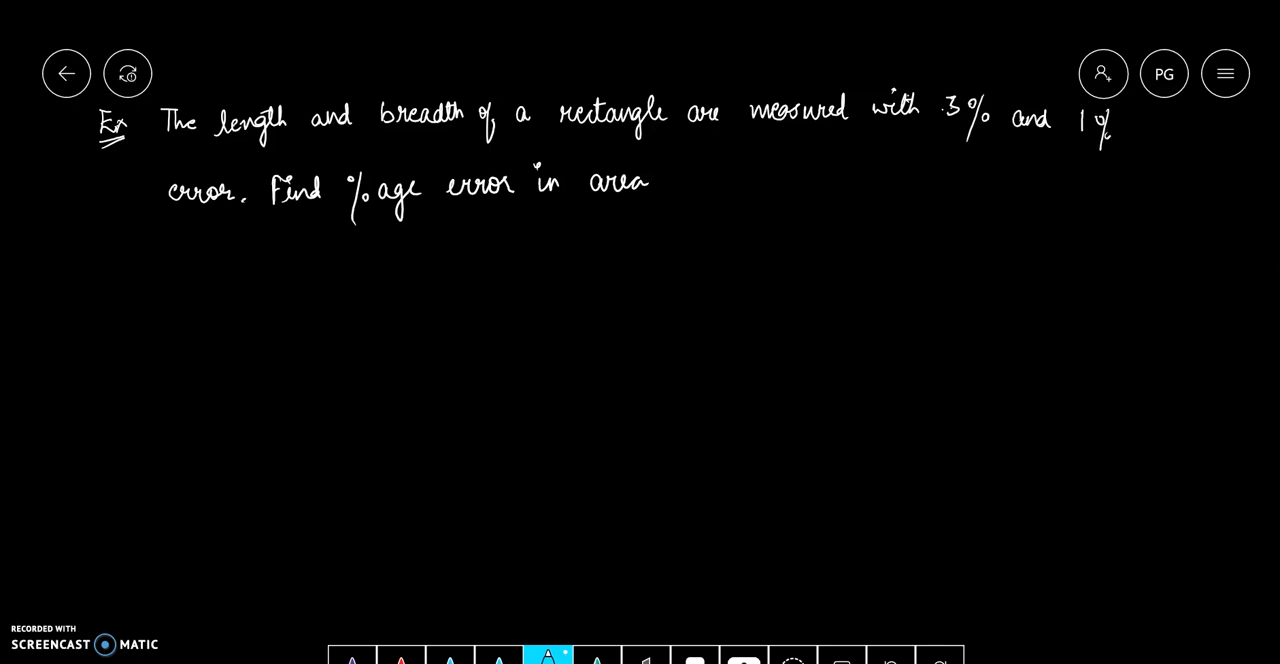 PG
Ex The length and breadth of a rectangle are measured with .3% and 1%
error. Find %age error in area
RECORDED WITH
SCREENCAST MATIC